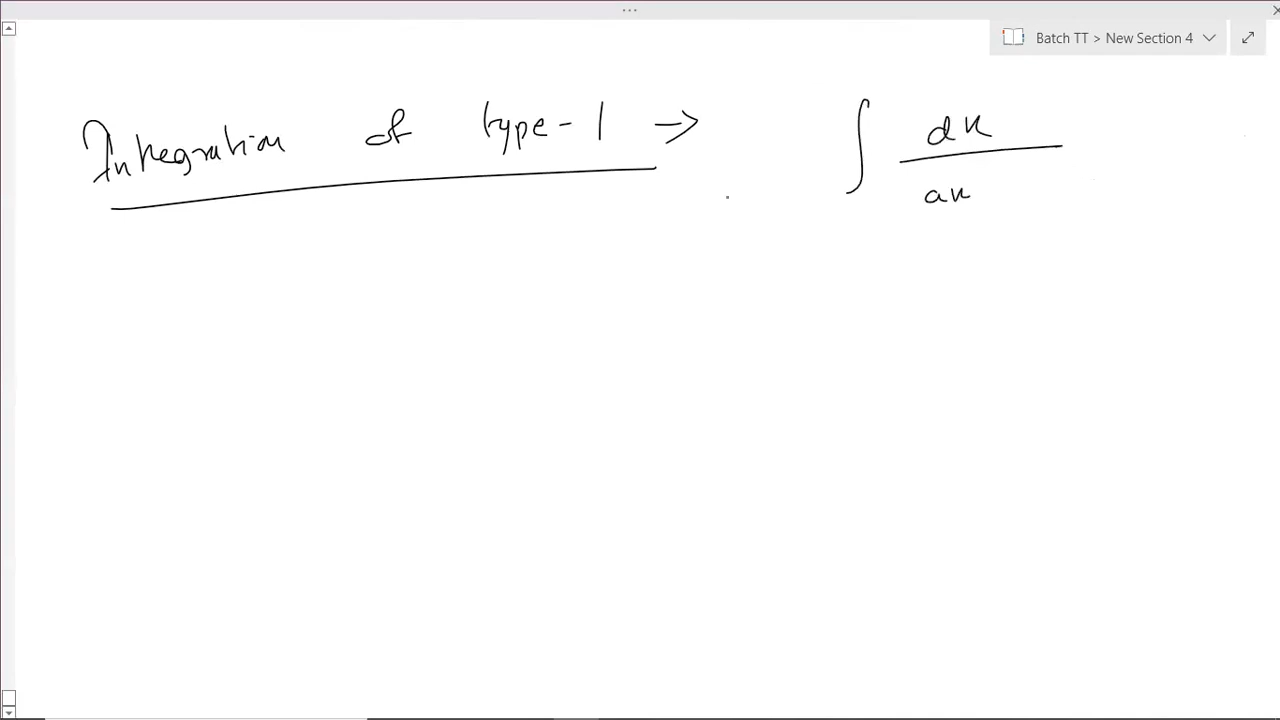 Batch TT > New Section 4
Integration of type-1 → ∫ dx / ax